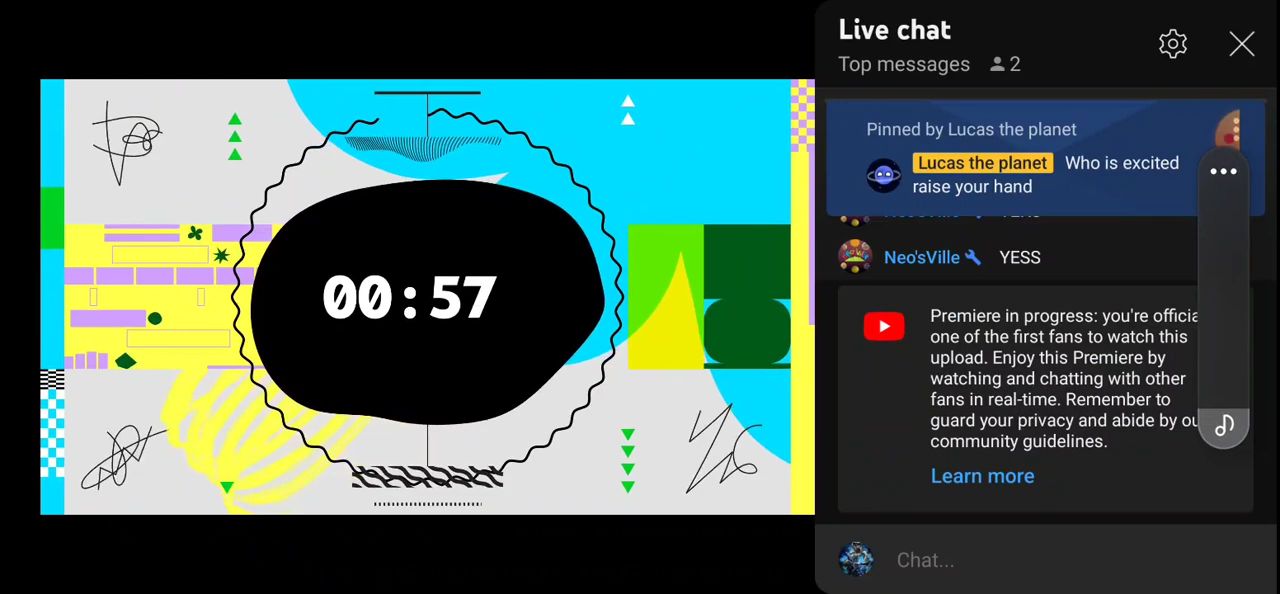 Live chat
Top messages 2
Pinned by Lucas the planet
Lucas the planet Who is excited
raise your hand
Neo'sVille YESS
00:57
Premiere in progress: you're officia
one of the first fans to watch this
upload. Enjoy this Premiere by
watching and chatting with other
fans in real-time. Remember to
guard your privacy and abide by ou
community guidelines.
Learn more
Chat...